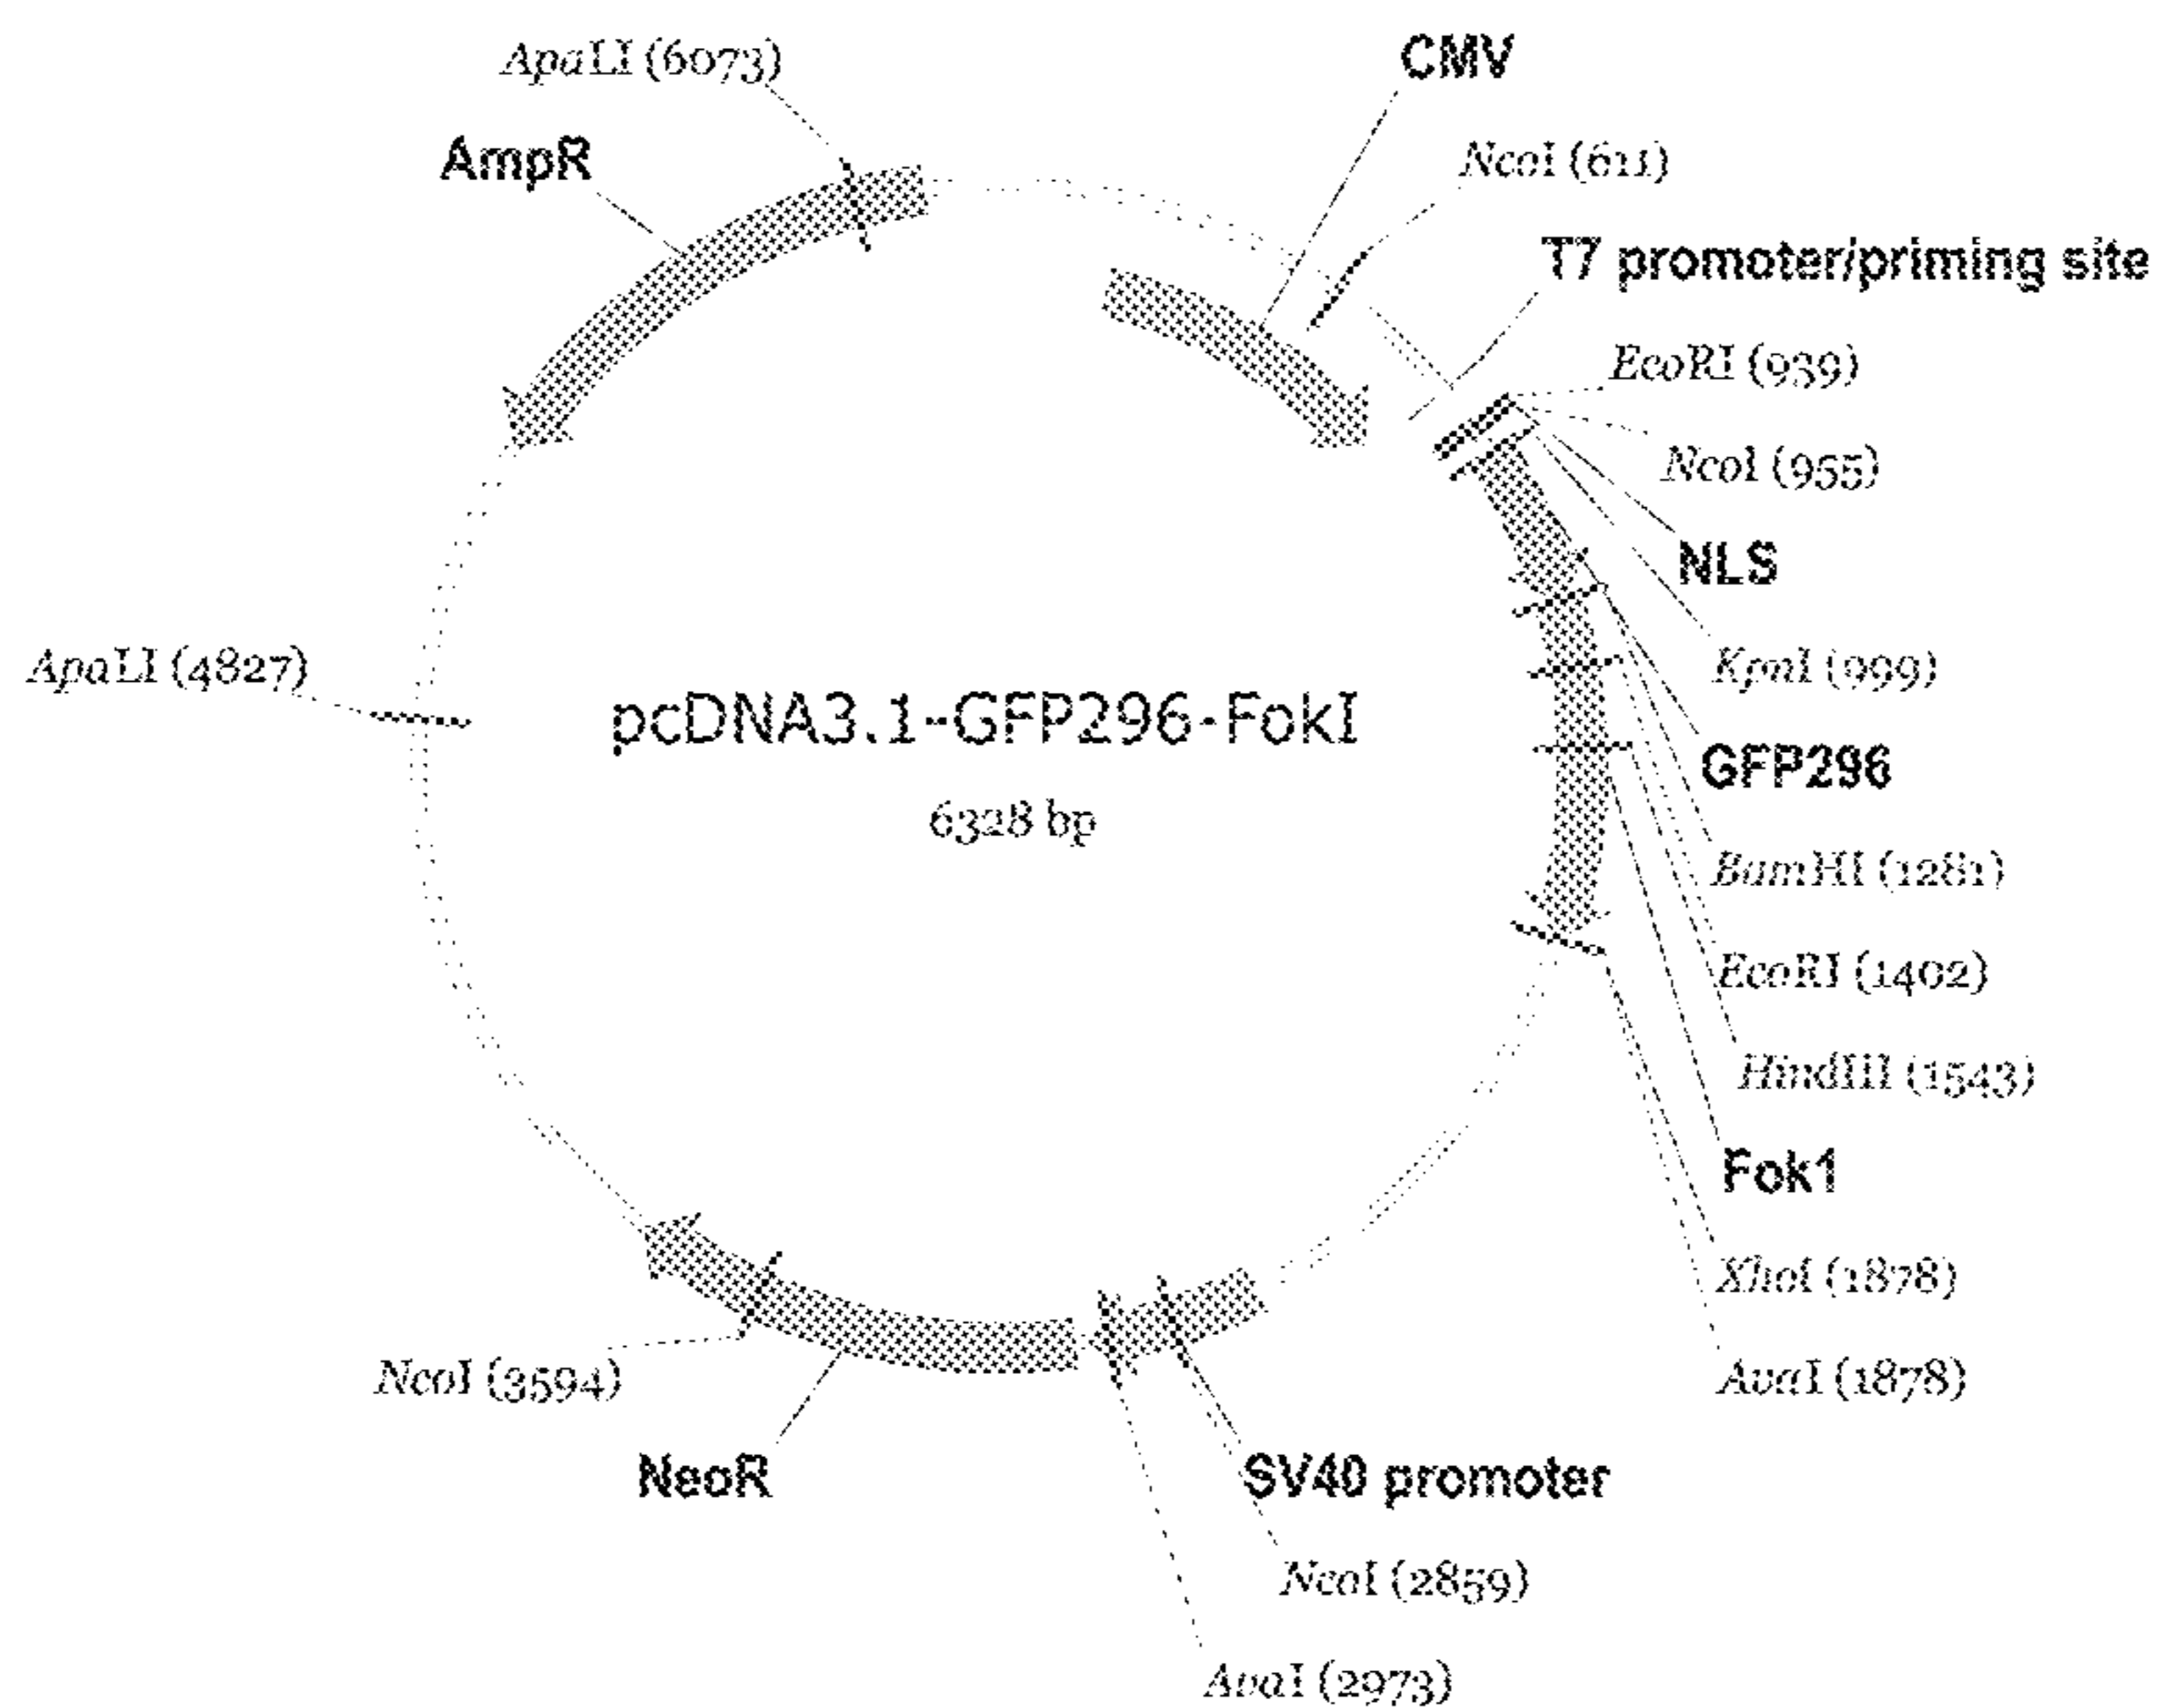 ApaLI (6073)
CMV
AmpR
NcoI (611)
T7 promoter/priming site
EcoRI (939)
NcoI (955)
NLS
ApaLI (4827)
KpnI (999)
pcDNA3.1-GFP296-FokI
GFP296
6328 bp
BamHI (1281)
EcoRI (1402)
HindIII (1543)
Fok1
XhoI (1878)
NcoI (3594)
AvaI (1878)
NeoR
SV40 promoter
NcoI (2859)
AvaI (2973)